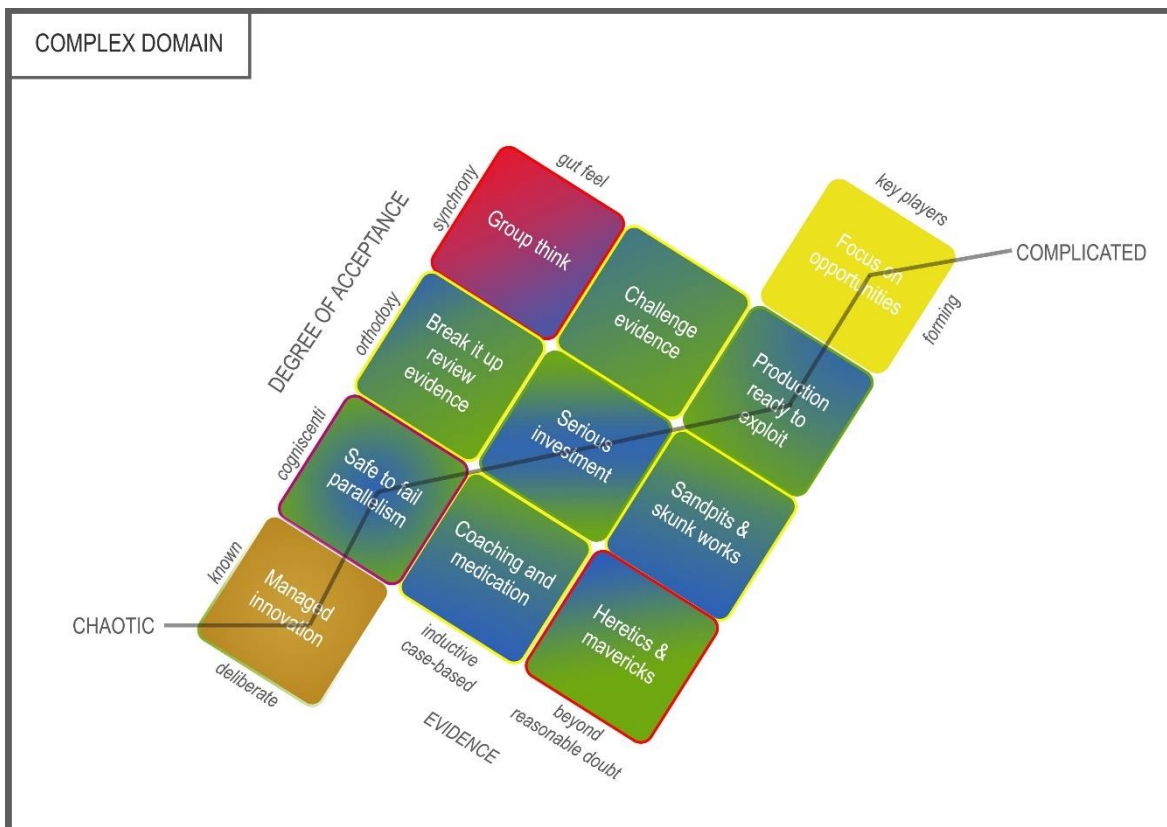 COMPLEX DOMAIN
gut feel
synchrony
Group think
DEGREE OF ACCEPTANCE
key players
Focus on
opportunities
COMPLICATED
forming
Challenge
evidence
orthodoxy
Break it up
review
evidence
Production
ready to
exploit
Serious
investment
cogniscenti
Safe to fail
parallelism
Sandpits &
skunk works
Coaching and
medication
known
Managed
innovation
CHAOTIC
deliberate
Heretics &
mavericks
inductive
case-based
EVIDENCE
beyond
reasonable doubt